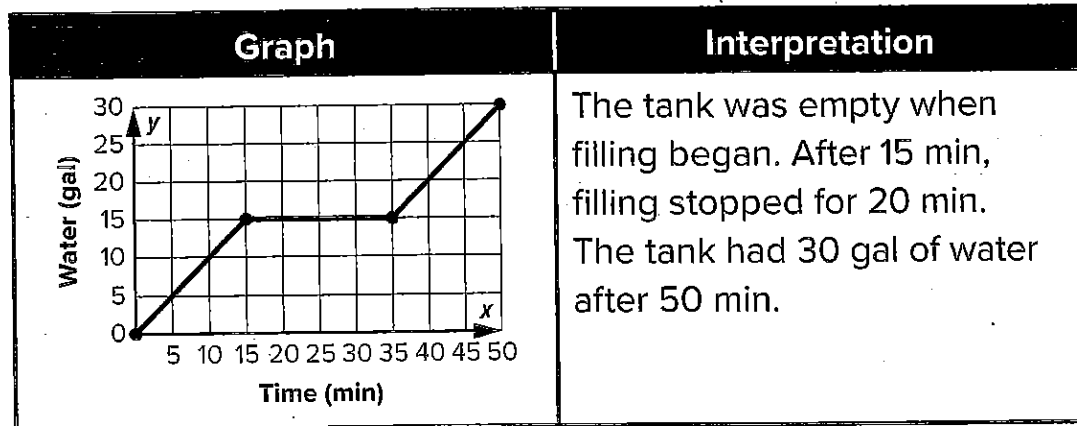 Graph
Interpretation
30
y
25
20
15
10
5
0
Water (gal)
x
5 10 15 20 25 30 35 40 45 50
Time (min)
The tank was empty when
filling began. After 15 min,
filling stopped for 20 min.
The tank had 30 gal of water
after 50 min.